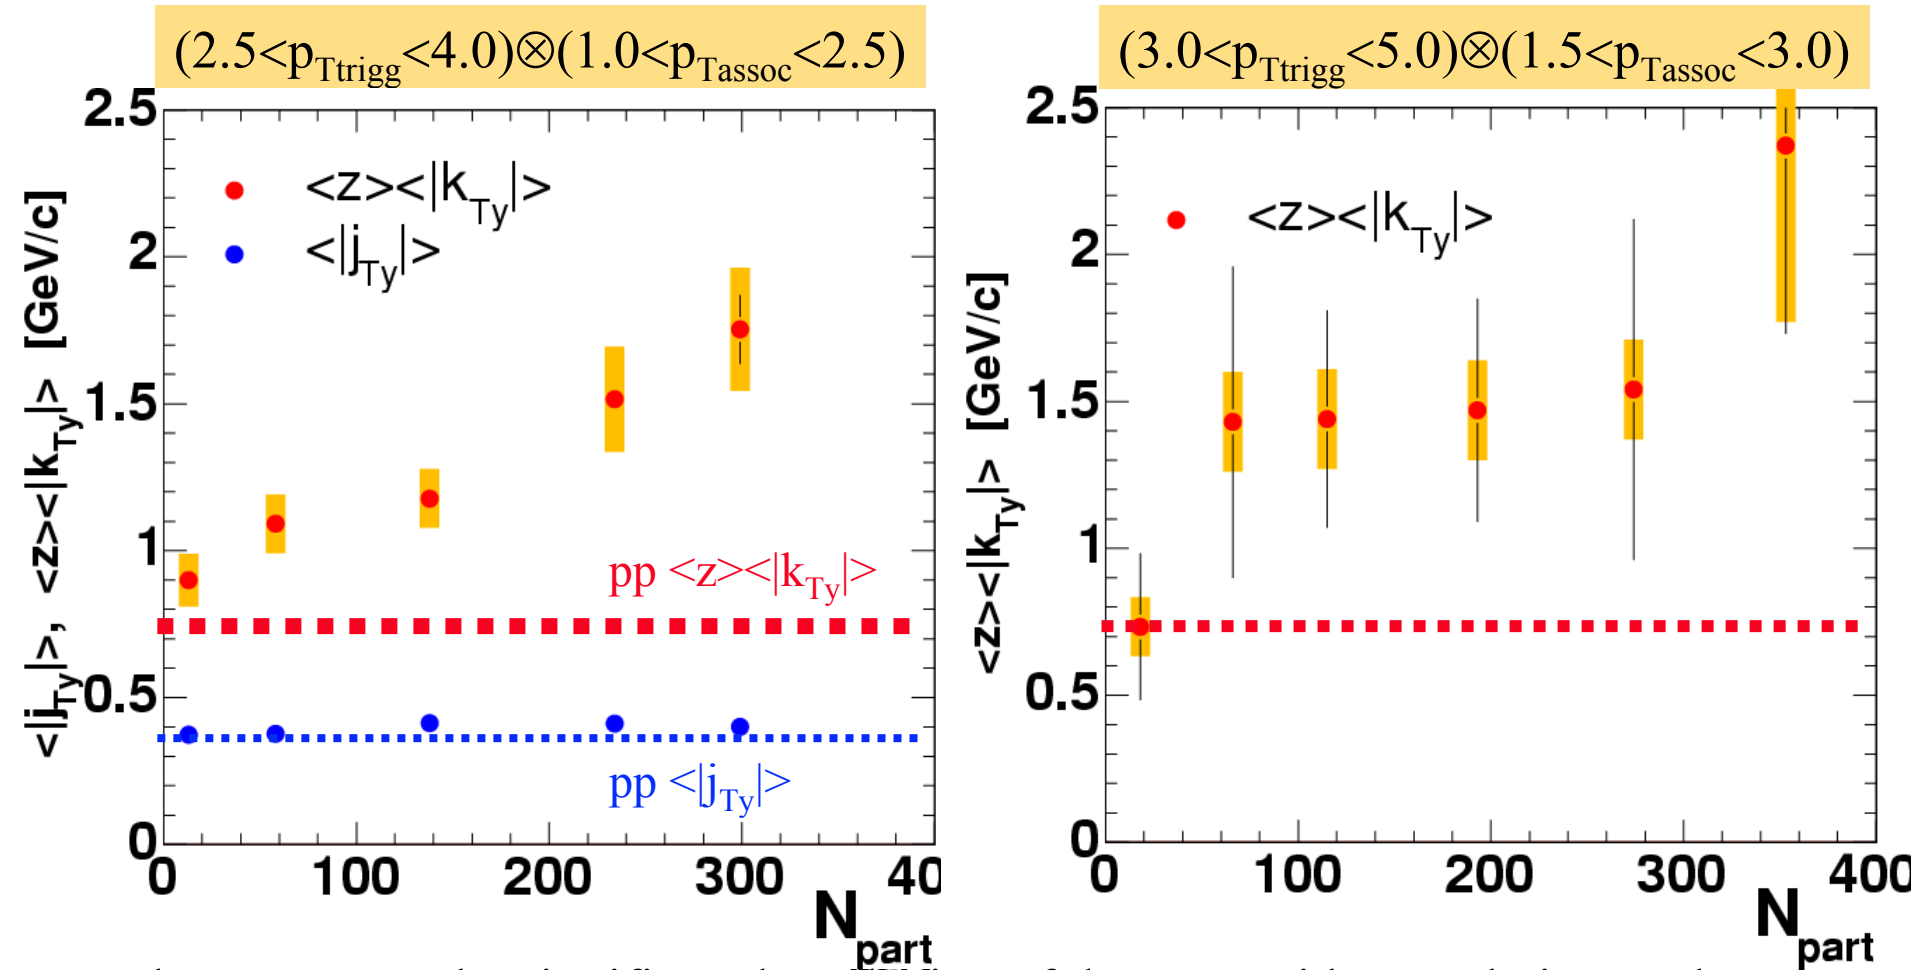 (2.5<pTtrigg<4.0)⊗(1.0<pTassoc<2.5)
2.5
2
1.5
1
0.5
0
<|jTy|>, <z><|kTy|> [GeV/c]
<z><|kTy|>
<|jTy|>
pp <z><|kTy|>
pp <|jTy|>
0 100 200 300 40
Npart
(3.0<pTtrigg<5.0)⊗(1.5<pTassoc<3.0)
2.5
2
1.5
1
0.5
0
<z><|kTy|> [GeV/c]
<z><|kTy|>
0 100 200 300 400
Npart